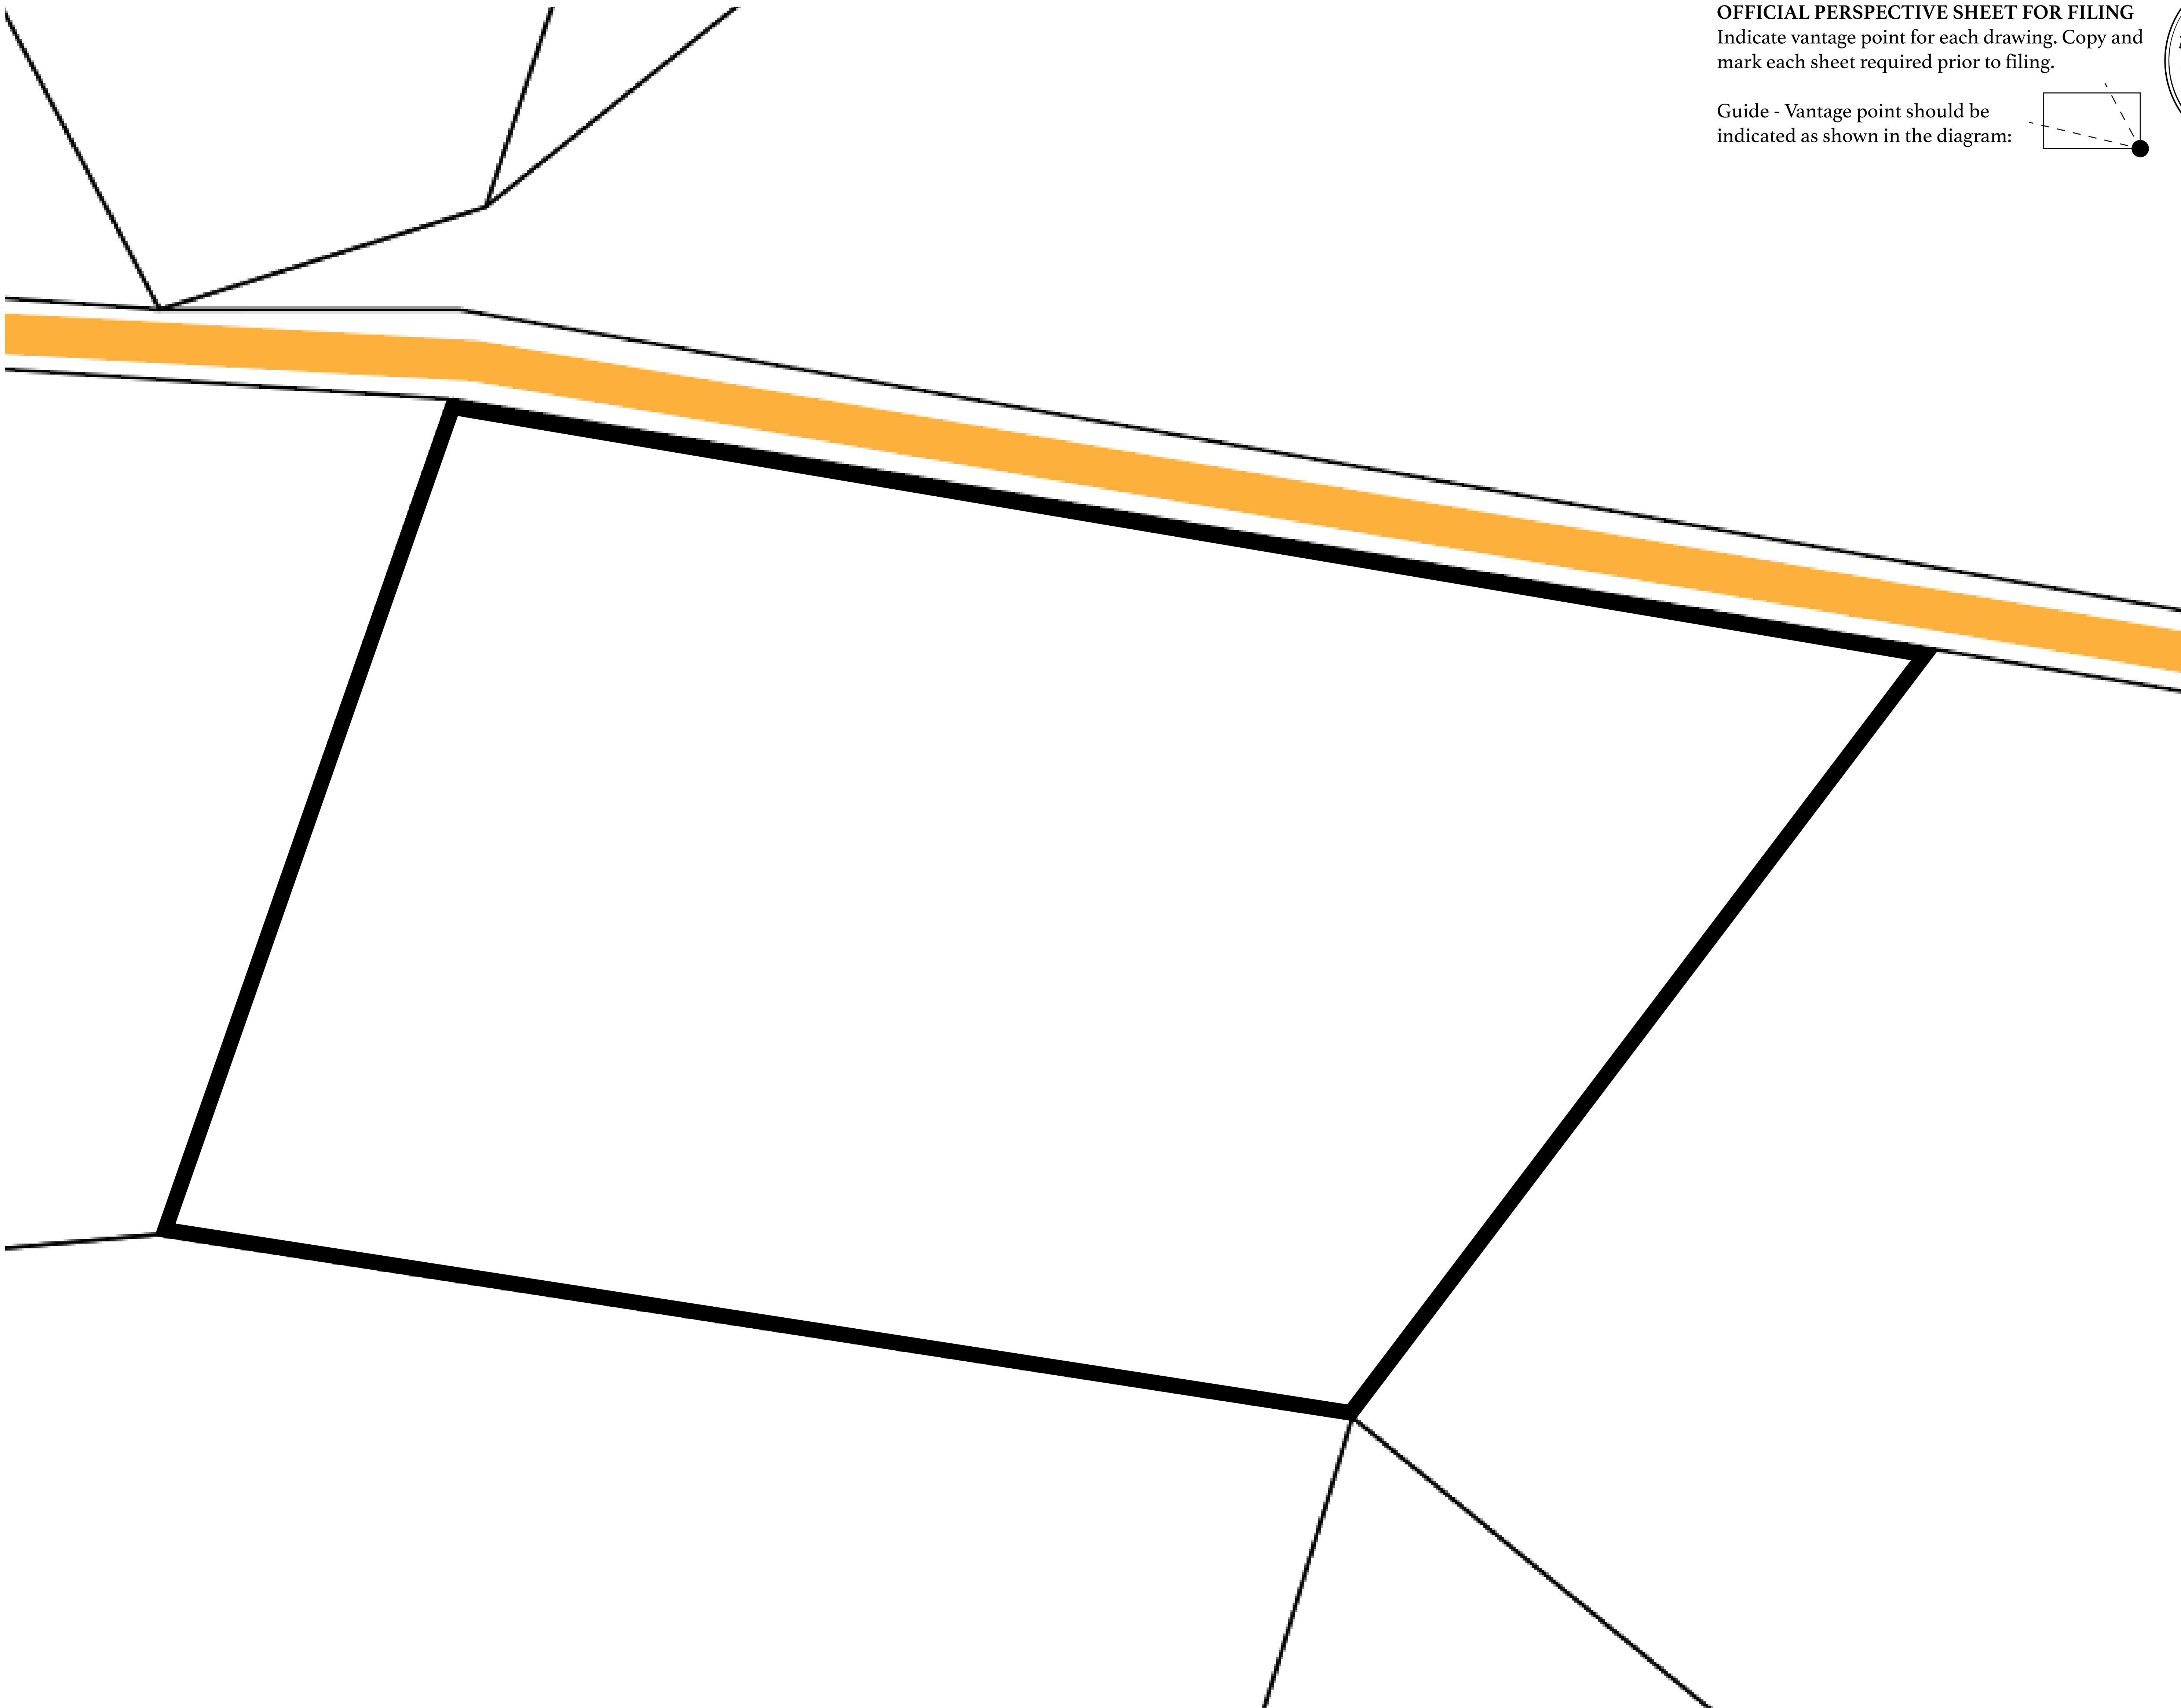 OFFICIAL PERSPECTIVE SHEET FOR FILING
Indicate vantage point for each drawing. Copy and
mark each sheet required prior to filing.
Guide - Vantage point should be
indicated as shown in the diagram: